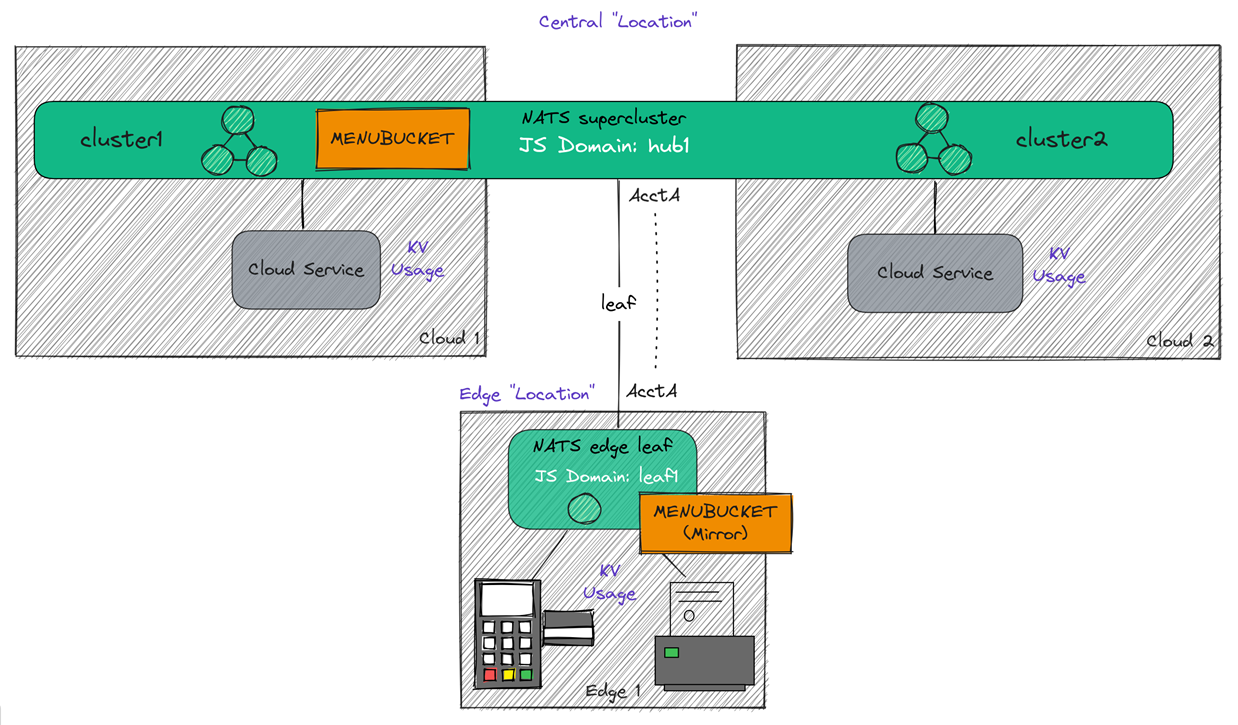 Central "Location"
NATS supercluster
JS Domain: hub1
cluster1
MENUBUCKET
cluster2
AcctA
Cloud Service
KV
Usage
Cloud 1
Cloud Service
KV
Usage
Cloud 2
leaf
AcctA
Edge "Location"
NATS edge leaf
JS Domain: leaf1
MENUBUCKET
(Mirror)
KV
Usage
Edge 1